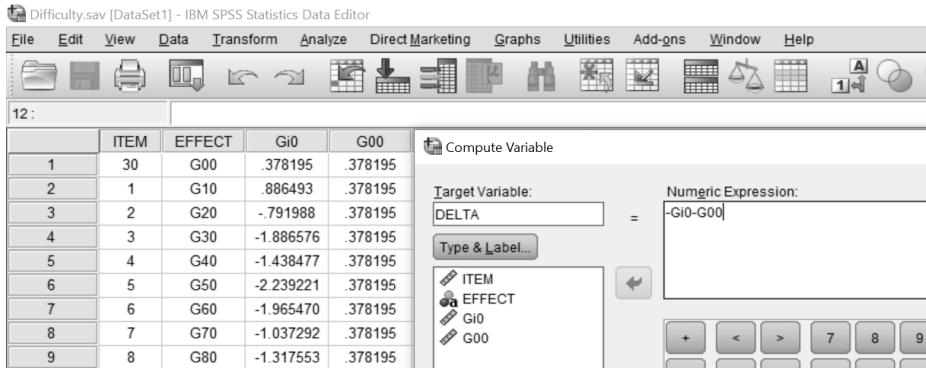 Difficulty.sav [DataSet1] - IBM SPSS Statistics Data Editor
File Edit View Data Transform Analyze Direct Marketing Graphs Utilities Add-ons Window Help
12 :
ITEM EFFECT Gi0 G00
1 30 G00 .378195 .378195
2 1 G10 .886493 .378195
3 2 G20 -.791988 .378195
4 3 G30 -1.886576 .378195
5 4 G40 -1.438477 .378195
6 5 G50 -2.239221 .378195
7 6 G60 -1.965470 .378195
8 7 G70 -1.037292 .378195
9 8 G80 -1.317553 .378195
Compute Variable
Target Variable:
DELTA
=
Type & Label...
ITEM
EFFECT
Gi0
G00
Numeric Expression:
-Gi0-G00
+ < > 7 8 9